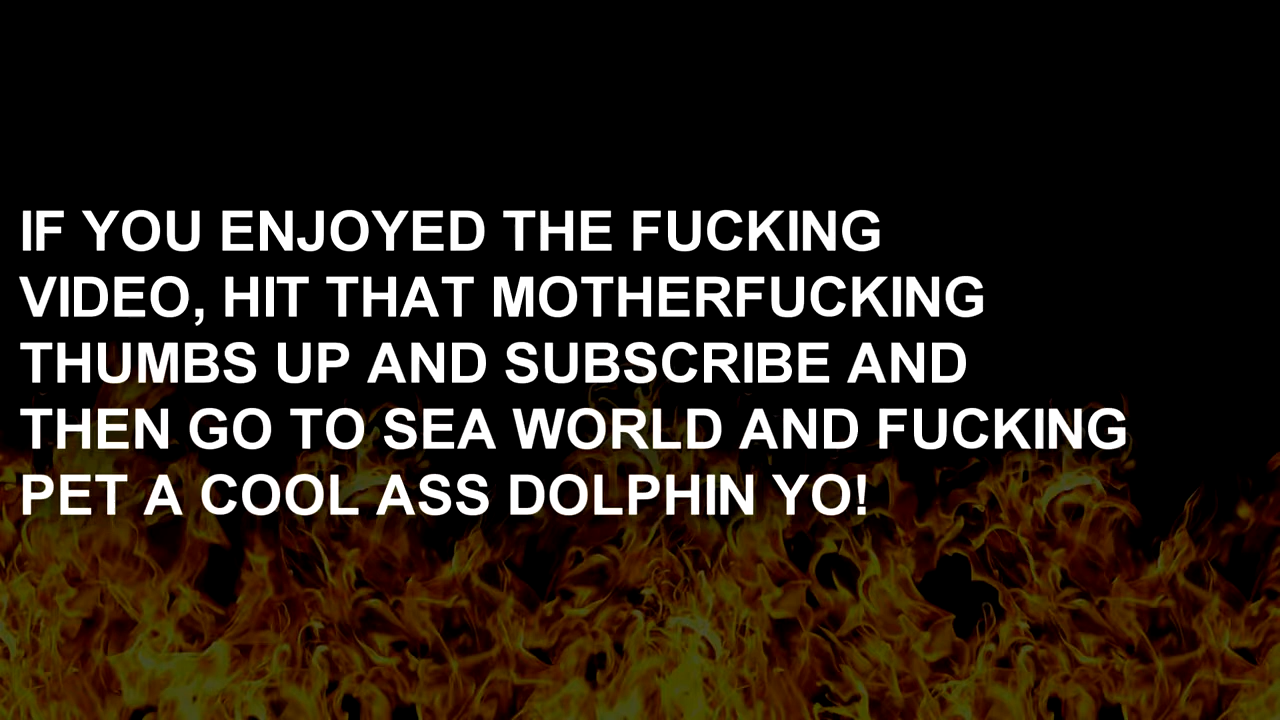 IF YOU ENJOYED THE FUCKING
VIDEO, HIT THAT MOTHERFUCKING
THUMBS UP AND SUBSCRIBE AND
THEN GO TO SEA WORLD AND FUCKING
PET A COOL ASS DOLPHIN YO!